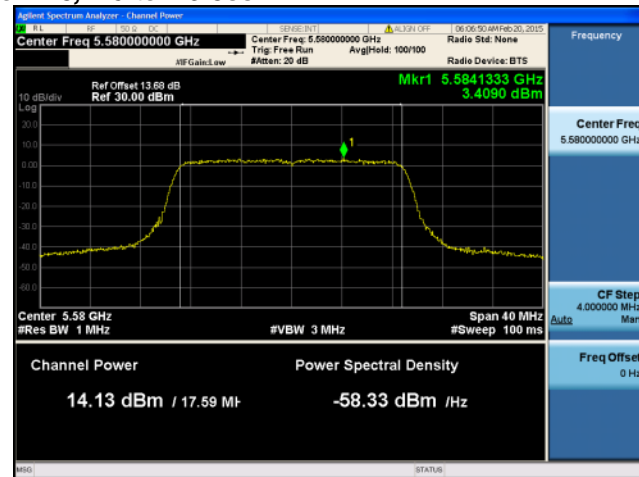 Agilent Spectrum Analyzer - Channel Power
RL RF 50 Ω DC SENSE:INT ALIGN OFF 06:06:50 AM Feb 20, 2015
Center Freq 5.580000000 GHz Center Freq: 5.580000000 GHz Radio Std: None Frequency
Trig: Free Run Avg|Hold: 100/100
#IFGain:Low #Atten: 20 dB Radio Device: BTS
Ref Offset 13.68 dB Mkr1 5.5841333 GHz
10 dB/div Ref 30.00 dBm 3.4090 dBm
Log
20.0
10.0
0.00
-10.0
-20.0
-30.0
-40.0
-50.0
-60.0
1
Center Freq
5.580000000 GHz
Center 5.58 GHz Span 40 MHz
#Res BW 1 MHz #VBW 3 MHz #Sweep 100 ms
CF Step
4.000000 MHz
Auto Man
Channel Power Power Spectral Density
14.13 dBm / 17.59 MH -58.33 dBm /Hz
Freq Offset
0 Hz
MSG STATUS